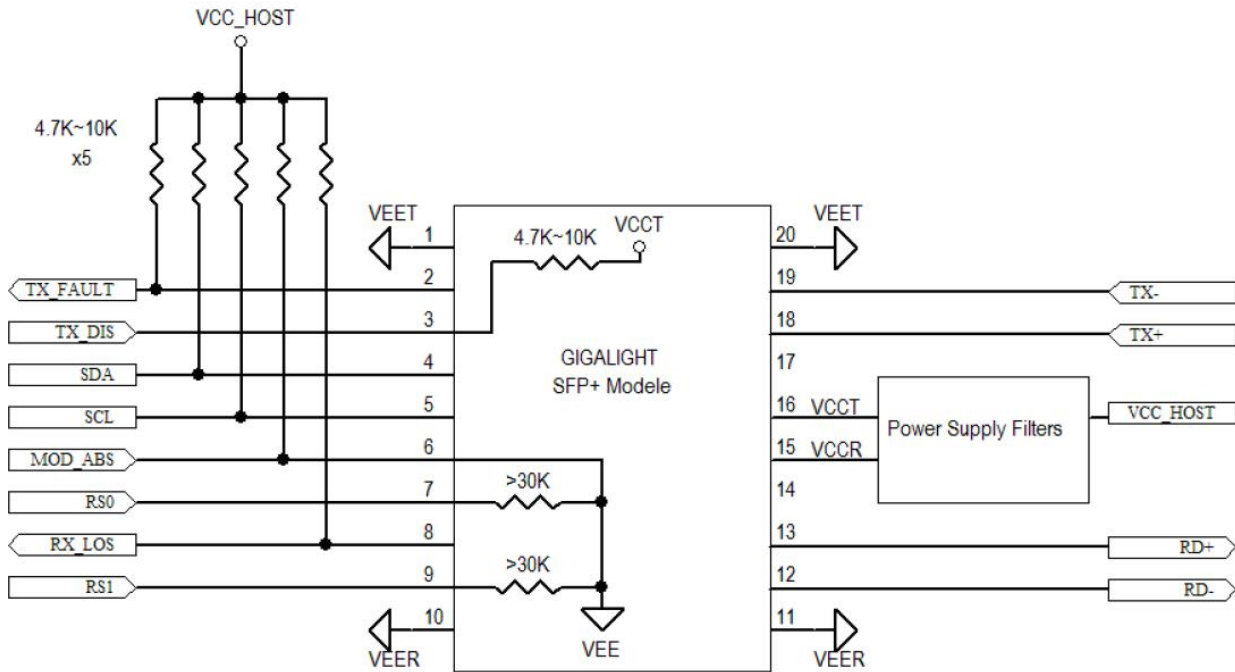 VCC_HOST
4.7K~10K
x5
VEET
1
2
3
4
5
6
7
8
9
10
VEER
TX_FAULT
TX_DIS
SDA
SCL
MOD_ABS
RS0
RX_LOS
RS1
4.7K~10K
VCCT
GIGALIGHT
SFP+ Modele
>30K
>30K
VEE
20
19
18
17
16
15
14
13
12
11
VEET
VCCT
VCCR
Power Supply Filters
VEER
TX-
TX+
VCC_HOST
RD+
RD-